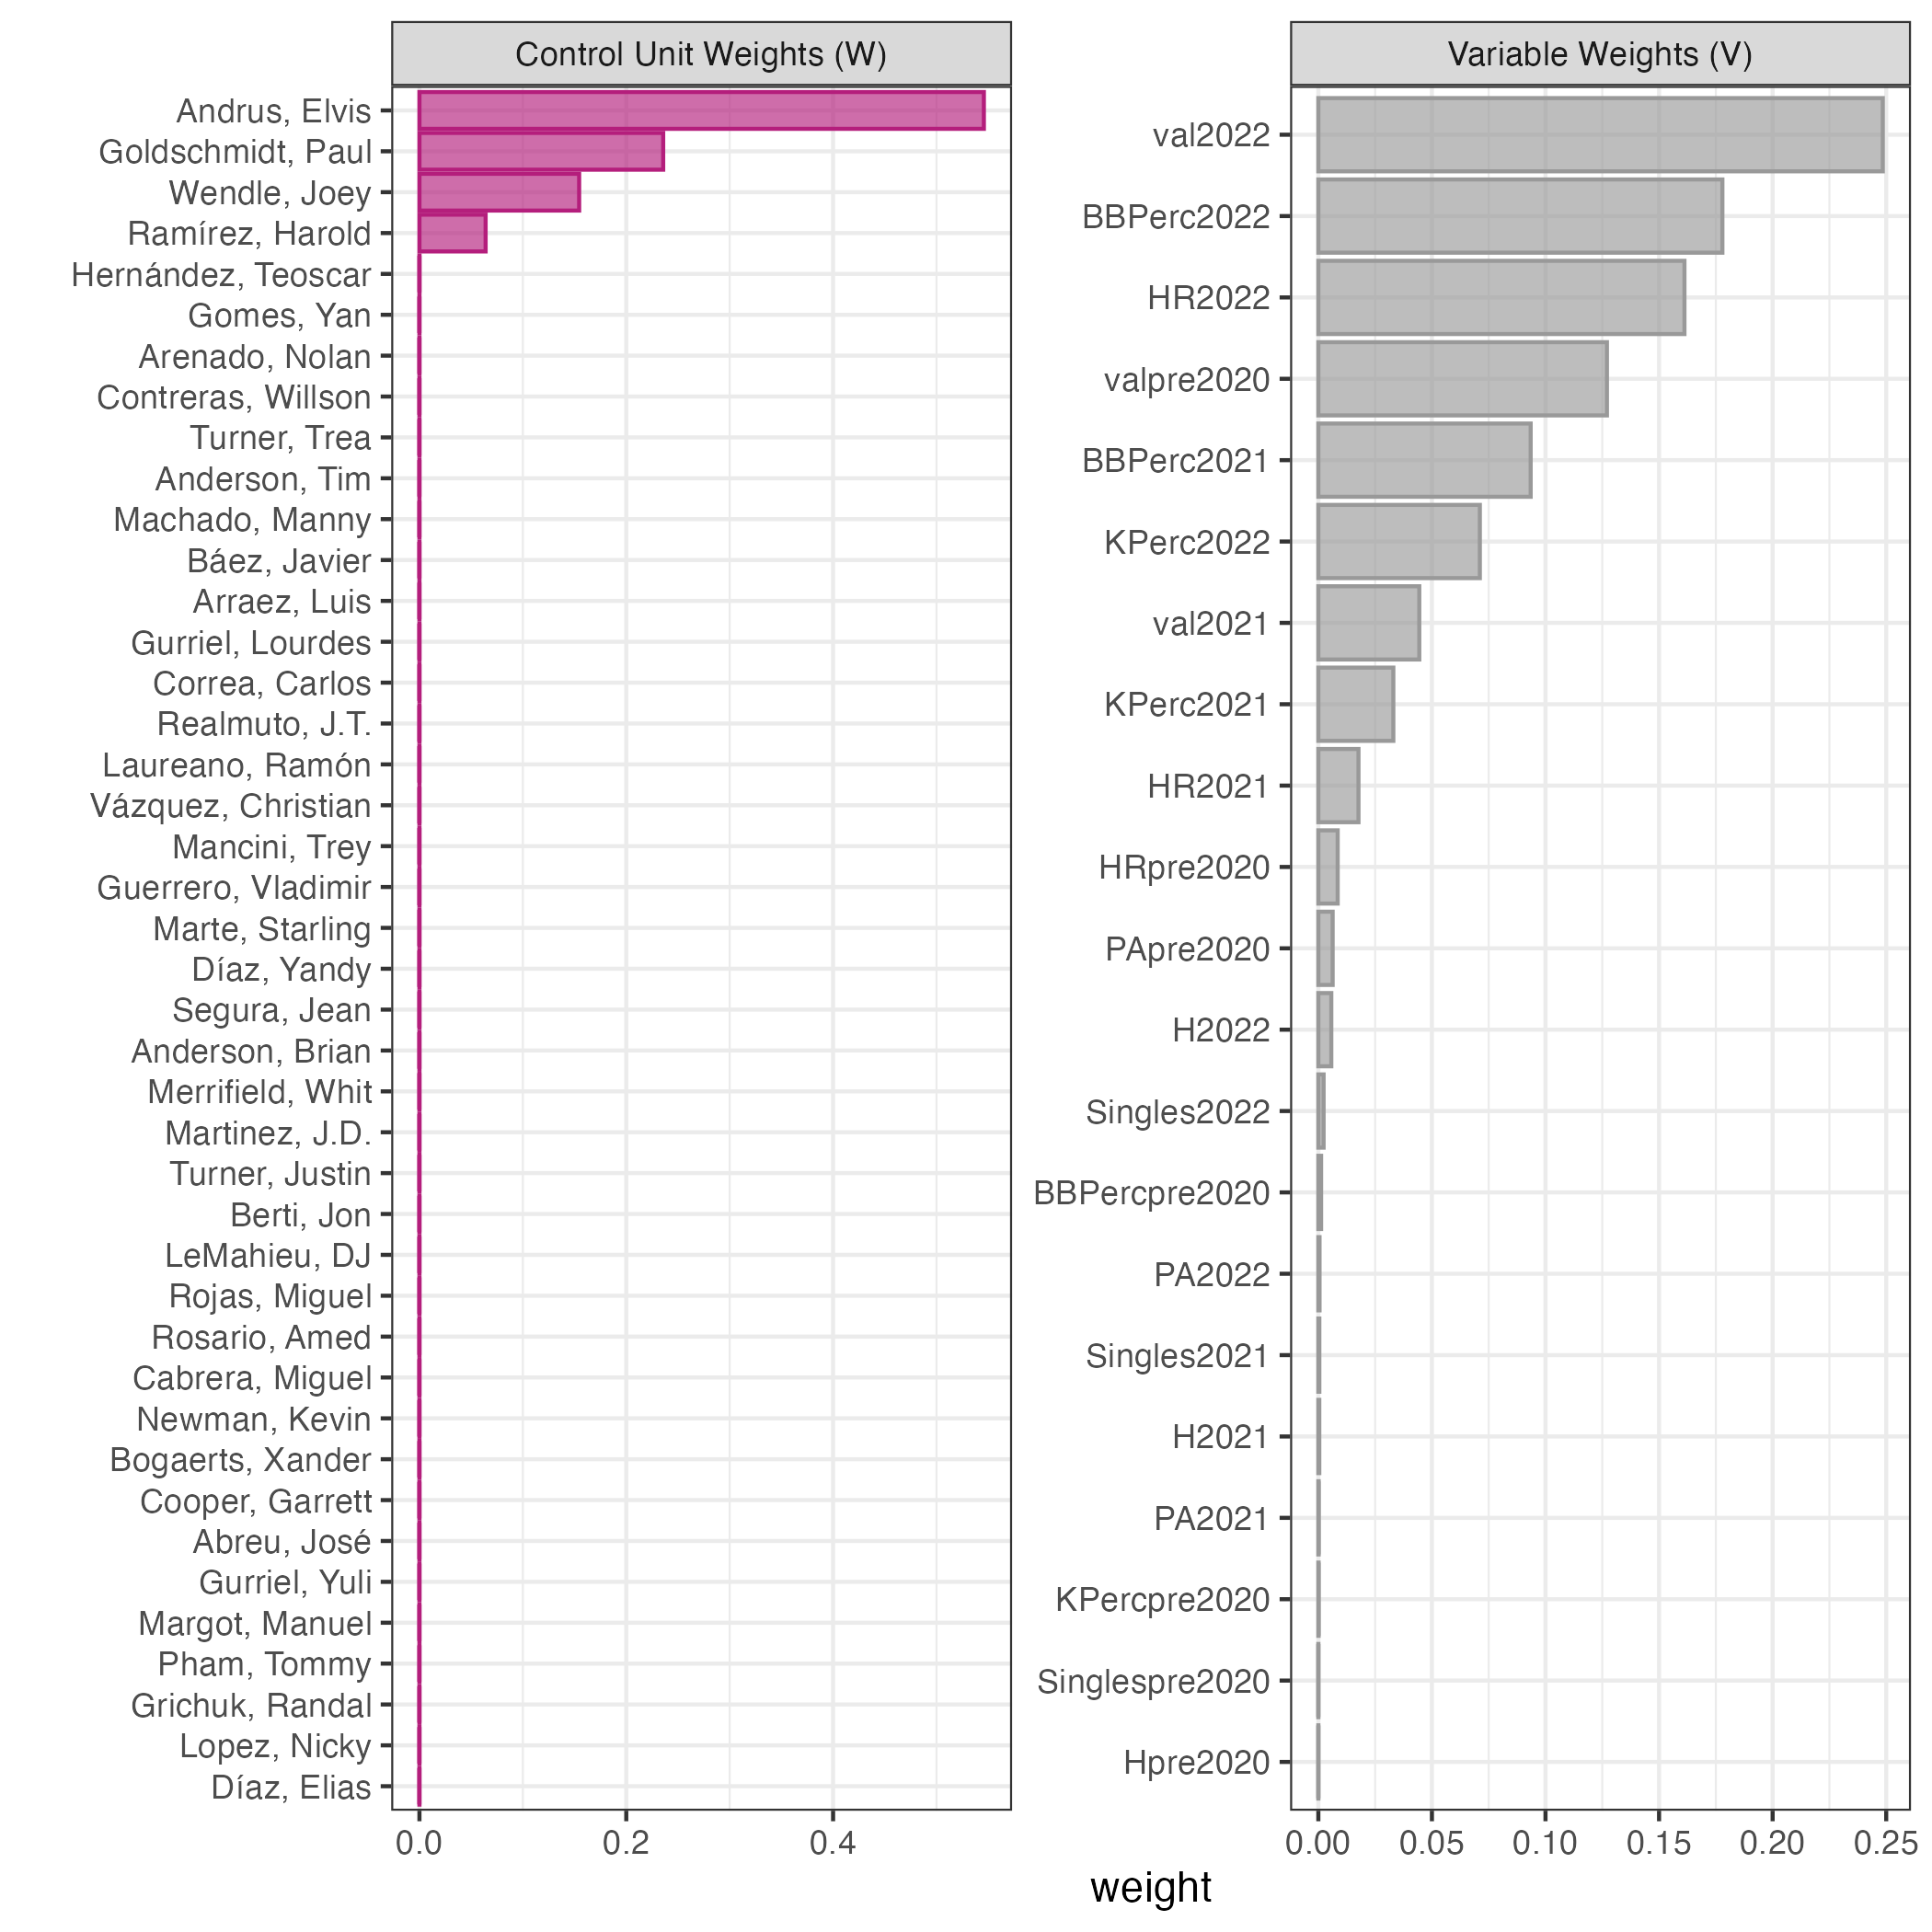 Control Unit Weights (W)
Andrus, Elvis
Goldschmidt, Paul
Wendle, Joey
Ramírez, Harold
Hernández, Teoscar
Gomes, Yan
Arenado, Nolan
Contreras, Willson
Turner, Trea
Anderson, Tim
Machado, Manny
Báez, Javier
Arraez, Luis
Gurriel, Lourdes
Correa, Carlos
Realmuto, J.T.
Laureano, Ramón
Vázquez, Christian
Mancini, Trey
Guerrero, Vladimir
Marte, Starling
Díaz, Yandy
Segura, Jean
Anderson, Brian
Merrifield, Whit
Martinez, J.D.
Turner, Justin
Berti, Jon
LeMahieu, DJ
Rojas, Miguel
Rosario, Amed
Cabrera, Miguel
Newman, Kevin
Bogaerts, Xander
Cooper, Garrett
Abreu, José
Gurriel, Yuli
Margot, Manuel
Pham, Tommy
Grichuk, Randal
Lopez, Nicky
Díaz, Elias
0.0 0.2 0.4
Variable Weights (V)
val2022
BBPerc2022
HR2022
valpre2020
BBPerc2021
KPerc2022
val2021
KPerc2021
HR2021
HRpre2020
PApre2020
H2022
Singles2022
BBPercpre2020
PA2022
Singles2021
H2021
PA2021
KPercpre2020
Singlespre2020
Hpre2020
0.00 0.05 0.10 0.15 0.20 0.25
weight